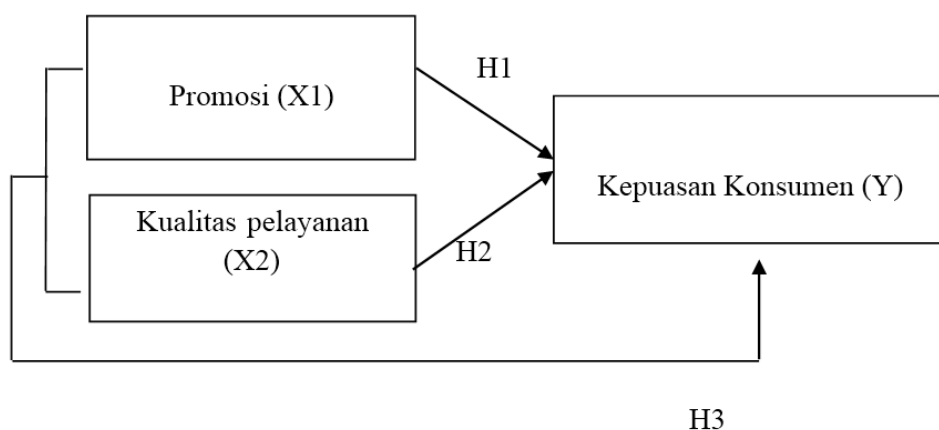 Promosi (X1)
H1
Kepuasan Konsumen (Y)
Kualitas pelayanan
(X2)
H2
H3